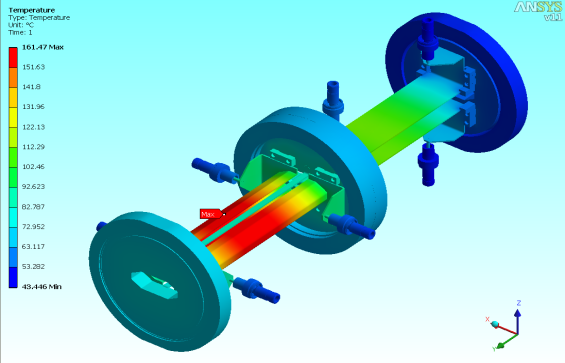 Temperature
Type: Temperature
Unit: °C
Time: 1
161.47 Max
151.63
141.8
131.96
122.13
112.29
102.46
92.623
82.787
72.952
63.117
53.282
43.446 Min
ANSYS
v11
Max
Z
X
Y